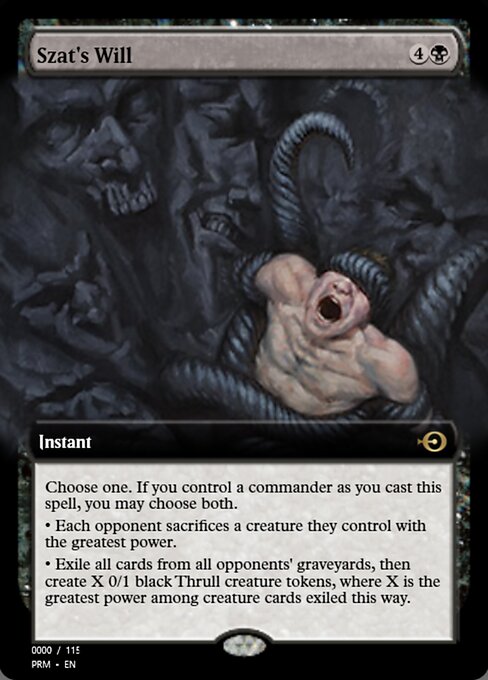 Szat's Will
4
Instant
Choose one. If you control a commander as you cast this
spell, you may choose both.
• Each opponent sacrifices a creature they control with
the greatest power.
• Exile all cards from all opponents' graveyards, then
create X 0/1 black Thrull creature tokens, where X is the
greatest power among creature cards exiled this way.
0000 / 115
PRM • EN